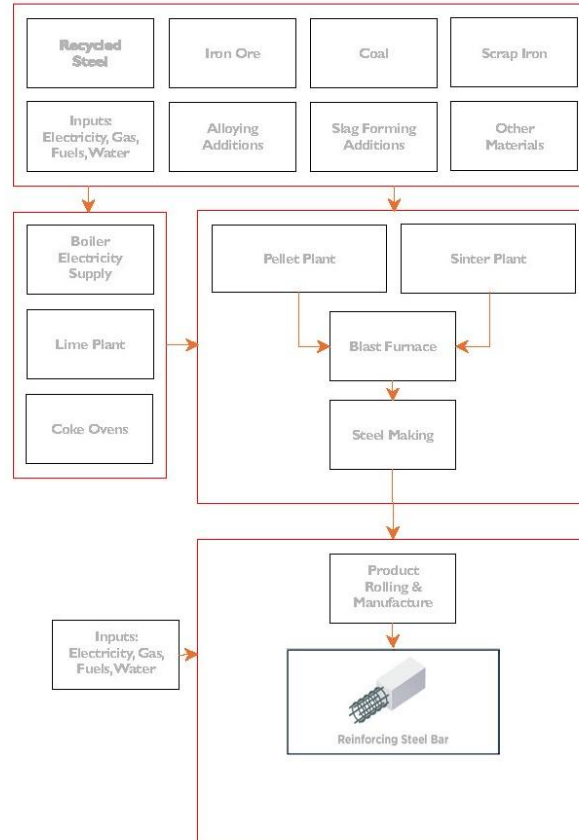 Recycled
Steel
Iron Ore
Coal
Scrap Iron
Inputs:
Electricity, Gas,
Fuels, Water
Alloying
Additions
Slag Forming
Additions
Other
Materials
Boiler
Electricity
Supply
Lime Plant
Coke Ovens
Pellet Plant
Sinter Plant
Blast Furnace
Steel Making
Product
Rolling &
Manufacture
Inputs:
Electricity, Gas,
Fuels, Water
Reinforcing Steel Bar